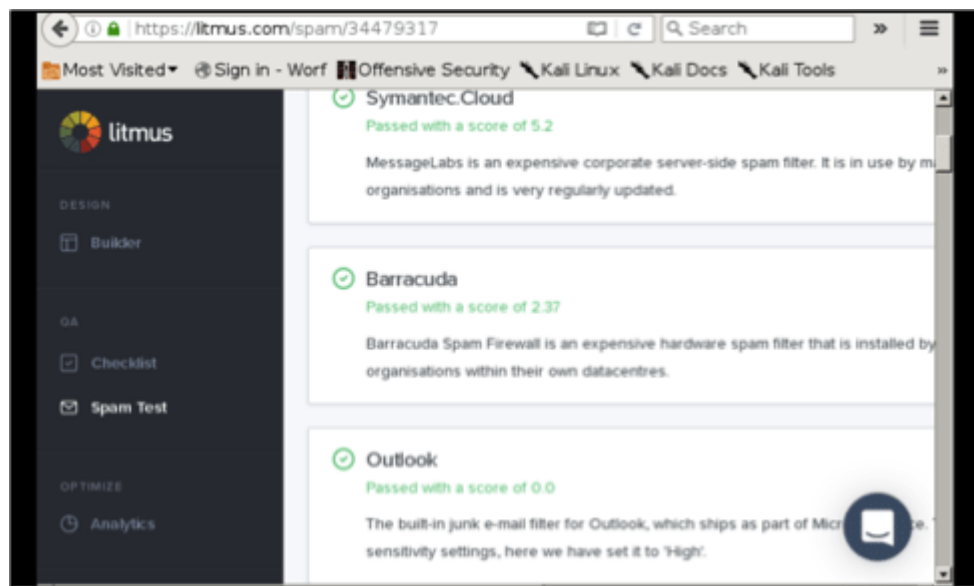 https://litmus.com/spam/34479317 Search
Most Visited Sign in - Worf Offensive Security Kali Linux Kali Docs Kali Tools
litmus
DESIGN
Builder
QA
Checklist
Spam Test
OPTIMIZE
Analytics
Symantec.Cloud
Passed with a score of 5.2
MessageLabs is an expensive corporate server-side spam filter. It is in use by
organisations and is very regularly updated.
Barracuda
Passed with a score of 2.37
Barracuda Spam Firewall is an expensive hardware spam filter that is installed by
organisations within their own datacentres.
Outlook
Passed with a score of 0.0
The built-in junk e-mail filter for Outlook, which ships as part of
sensitivity settings, here we have set it to 'High'.